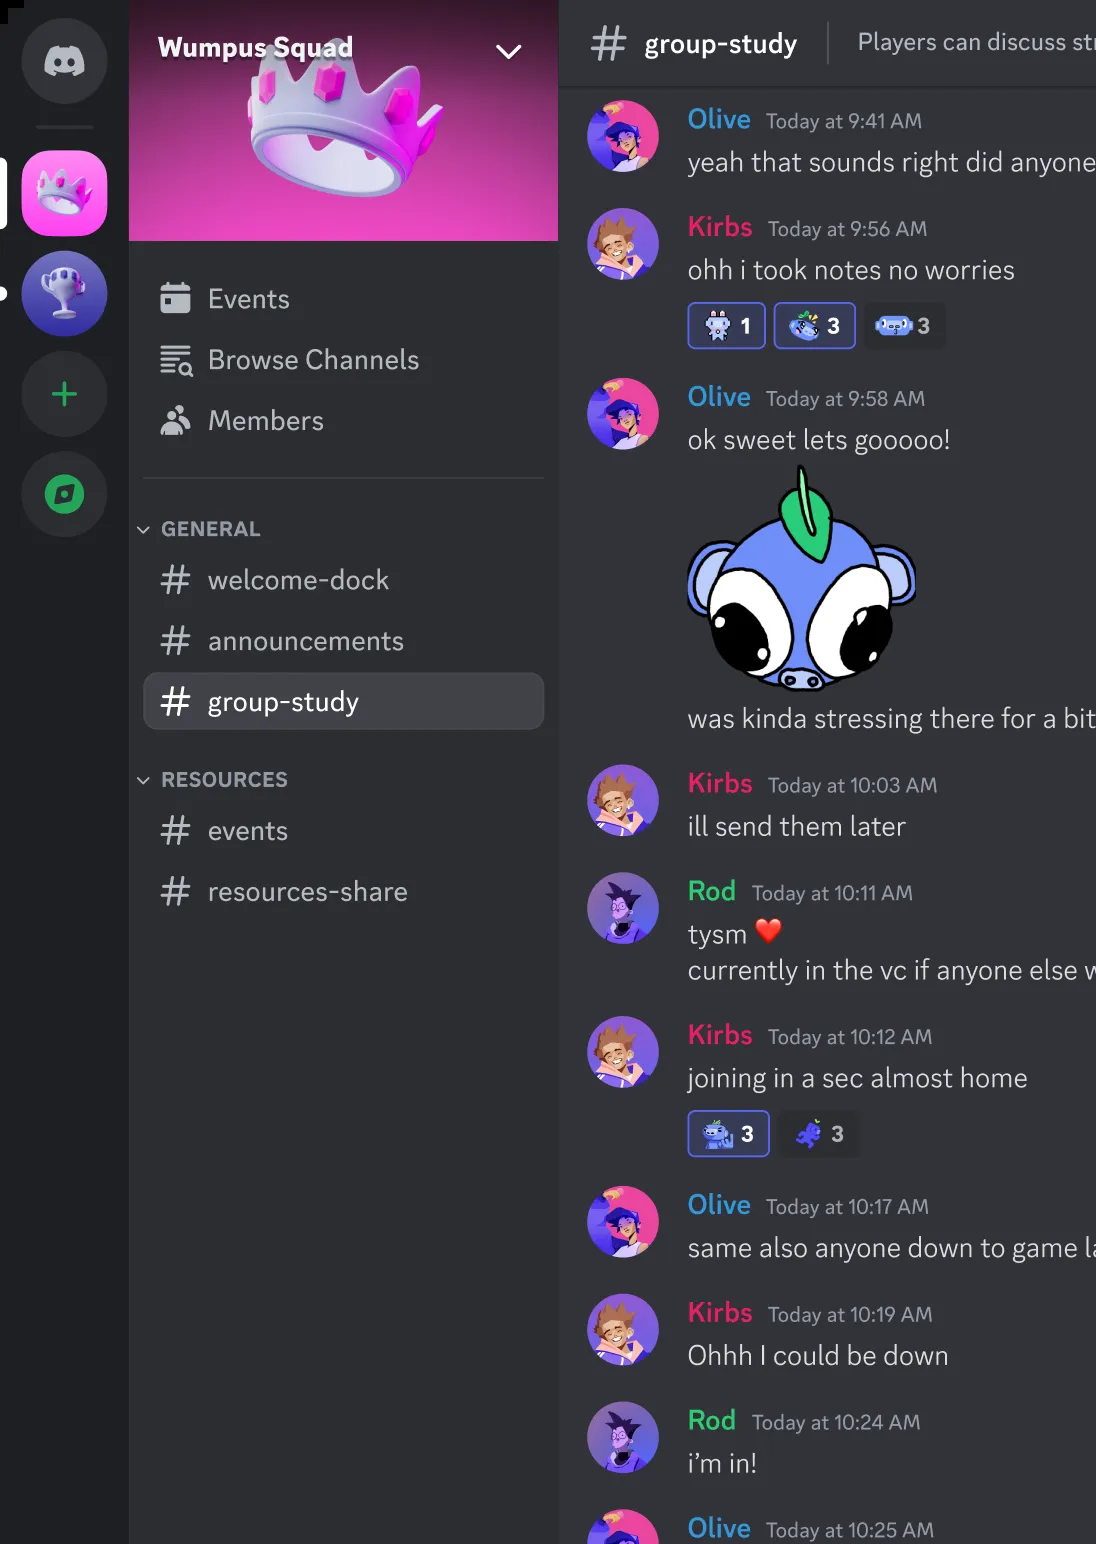 Wumpus Squad
Events
Browse Channels
Members
GENERAL
# welcome-dock
# announcements
# group-study
RESOURCES
# events
# resources-share
# group-study Players can discuss
Olive Today at 9:41 AM
yeah that sounds right did anyone
Kirbs Today at 9:56 AM
ohh i took notes no worries
1 3 3
Olive Today at 9:58 AM
ok sweet lets gooooo!
was kinda stressing there for a bit
Kirbs Today at 10:03 AM
ill send them later
Rod Today at 10:11 AM
tysm ❤️
currently in the vc if anyone else
Kirbs Today at 10:12 AM
joining in a sec almost home
3 3
Olive Today at 10:17 AM
same also anyone down to game
Kirbs Today at 10:19 AM
Ohhh I could be down
Rod Today at 10:24 AM
i'm in!
Olive Today at 10:25 AM